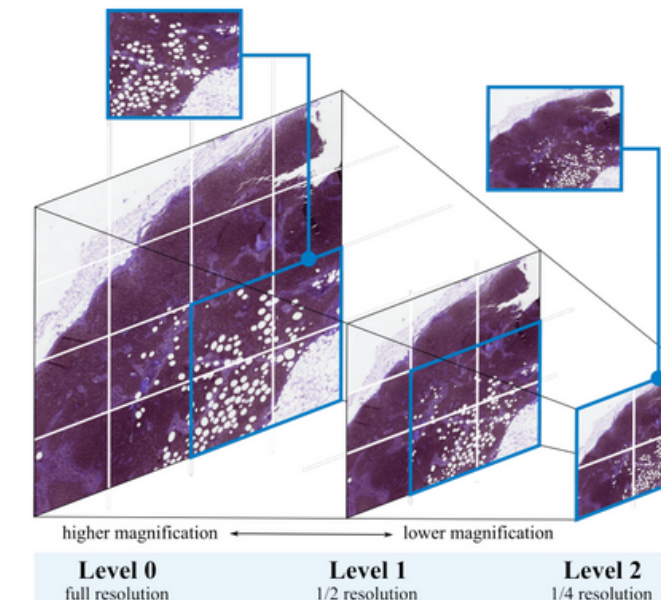 higher magnification
lower magnification
Level 0
Level 1
Level 2
full resolution
1/2 resolution
1/4 resolution